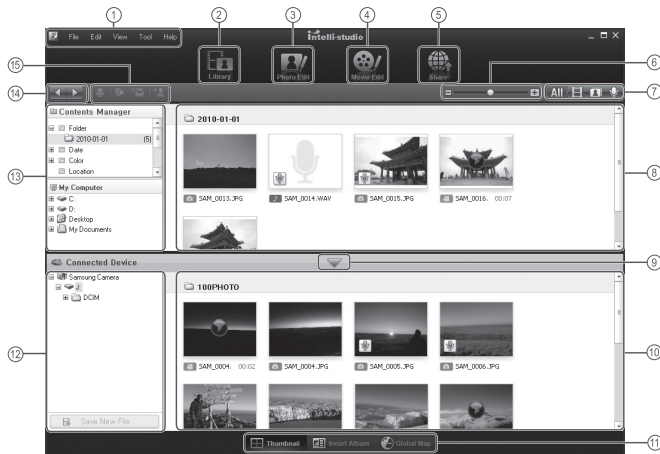 1
2
3
4
5
File Edit View Tool Help
intelli-studio
Library
Photo Edit
Movie Edit
Share
6
15
14
All
7
Contents Manager
Folder
2010-01-01 (5)
Date
Color
Location
2010-01-01
SAM_0013.JPG
SAM_0014.WAV
SAM_0015.JPG
SAM_0016. 00:07
8
13
My Computer
C:
D:
Desktop
My Documents
Connected Device
9
Samsung Camera
J:
DCIM
100PHOTO
SAM_0004. 00:02
SAM_0004.JPG
SAM_0005.JPG
SAM_0006.JPG
10
12
Save New File
Thumbnail
Smart Album
Global Map
11